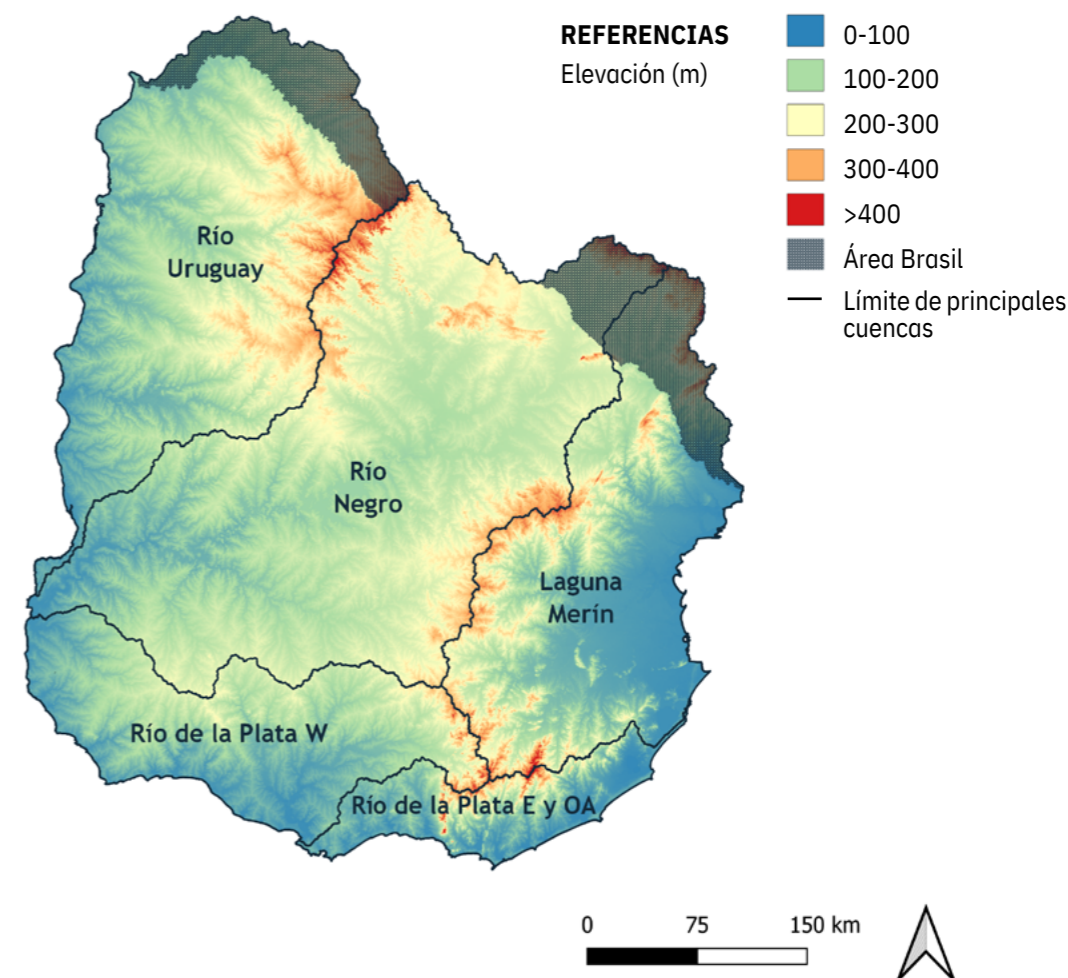 REFERENCIAS
Elevación (m)
0-100
100-200
200-300
300-400
>400
Área Brasil
Límite de principales
cuencas
Río
Uruguay
Río
Negro
Laguna
Merín
Río de la Plata W
Río de la Plata E y OA
0 75 150 km